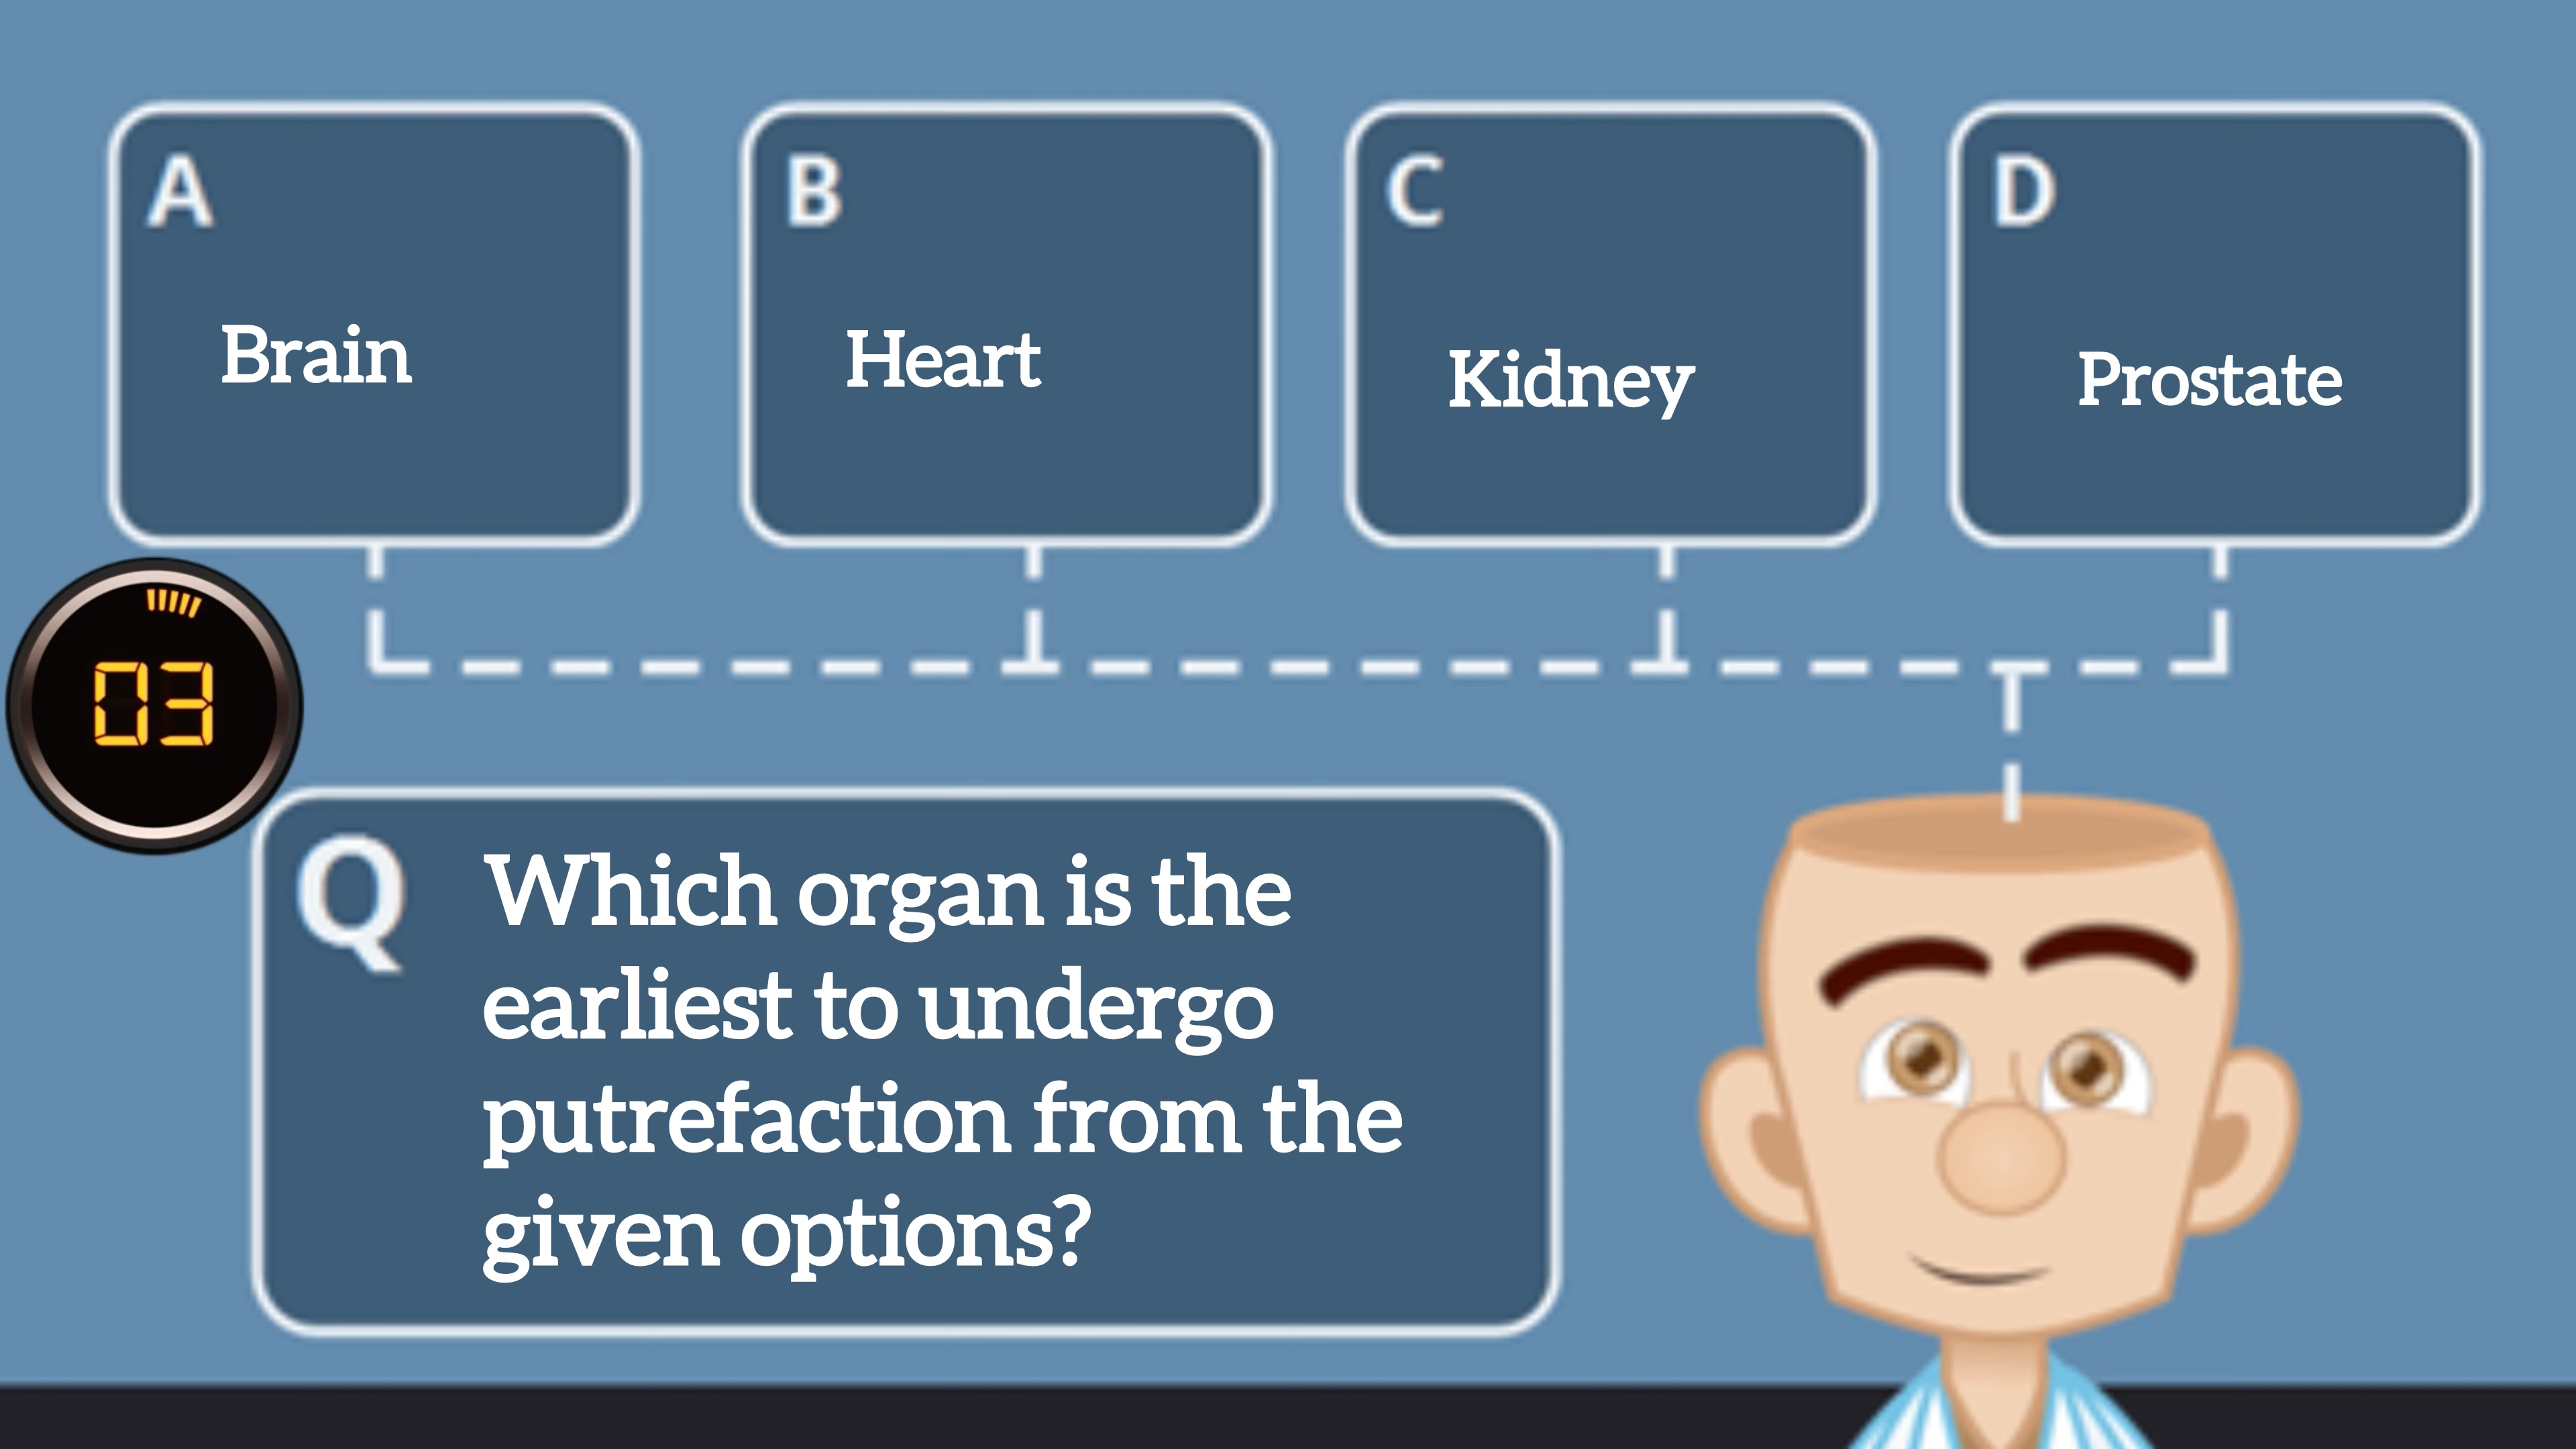 A
Brain
B
Heart
C
Kidney
D
Prostate
03
Q
Which organ is the
earliest to undergo
putrefaction from the
given options?